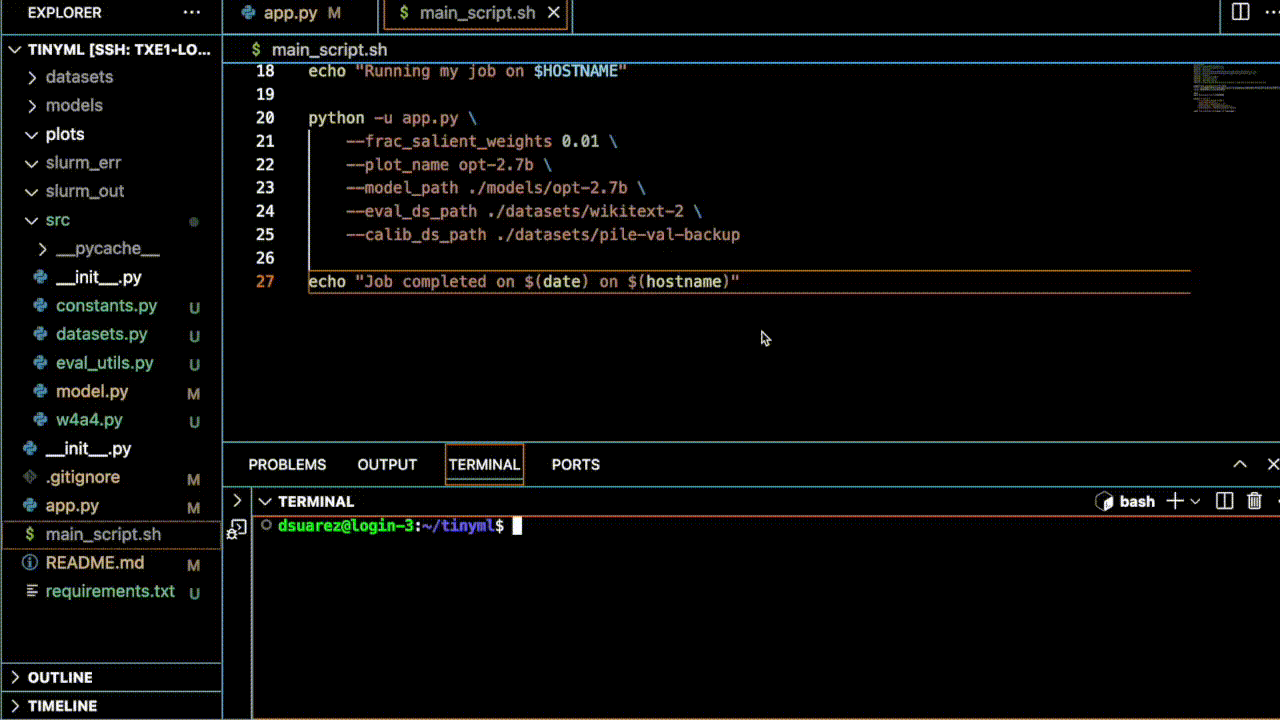 EXPLORER ...
TINYML [SSH: TXE1-LO...
datasets
models
plots
slurm_err
slurm_out
src
__pycache__
__init__.py
constants.py U
datasets.py U
eval_utils.py U
model.py M
w4a4.py U
__init__.py
.gitignore M
app.py M
$ main_script.sh
README.md M
requirements.txt U
OUTLINE
TIMELINE
app.py M
$ main_script.sh
$ main_script.sh
18 echo "Running my job on $HOSTNAME"
19
20 python -u app.py \
21 --frac_salient_weights 0.01 \
22 --plot_name opt-2.7b \
23 --model_path ./models/opt-2.7b \
24 --eval_ds_path ./datasets/wikitext-2 \
25 --calib_ds_path ./datasets/pile-val-backup
26
27 echo "Job completed on $(date) on $(hostname)"
PROBLEMS OUTPUT TERMINAL PORTS
TERMINAL bash
dsuarez@login-3:~/tinyml$